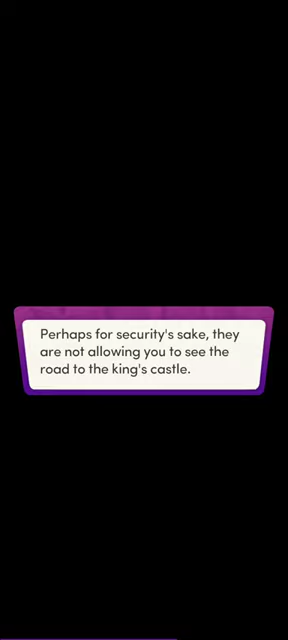 Perhaps for security's sake, they
are not allowing you to see the
road to the king's castle.